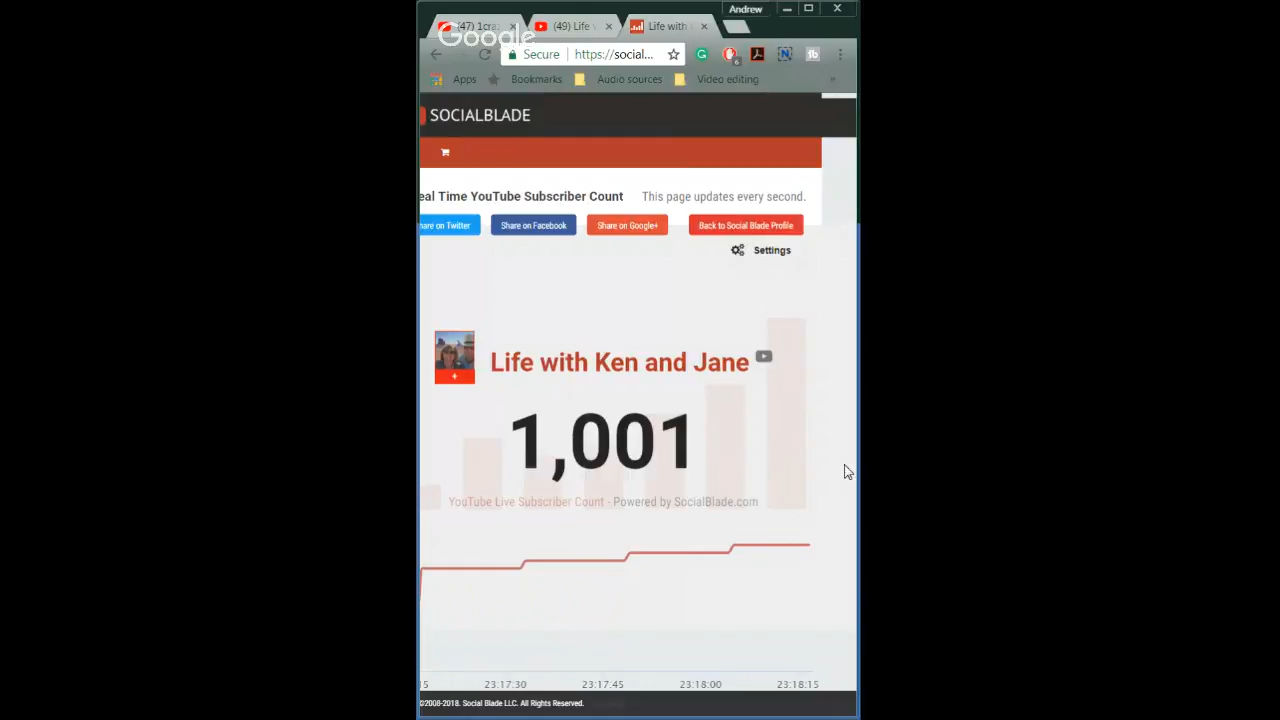 Andrew
(47) 1cra
(49) Life
Life with
Google
Secure
https://social...
Apps
Bookmarks
Audio sources
Video editing
SOCIALBLADE
eal Time YouTube Subscriber Count
This page updates every second.
hare on Twitter
Share on Facebook
Share on Google+
Back to Social Blade Profile
Settings
Life with Ken and Jane
1,001
YouTube Live Subscriber Count - Powered by SocialBlade.com
15
23:17:30
23:17:45
23:18:00
23:18:15
©2008-2018. Social Blade LLC. All Rights Reserved.